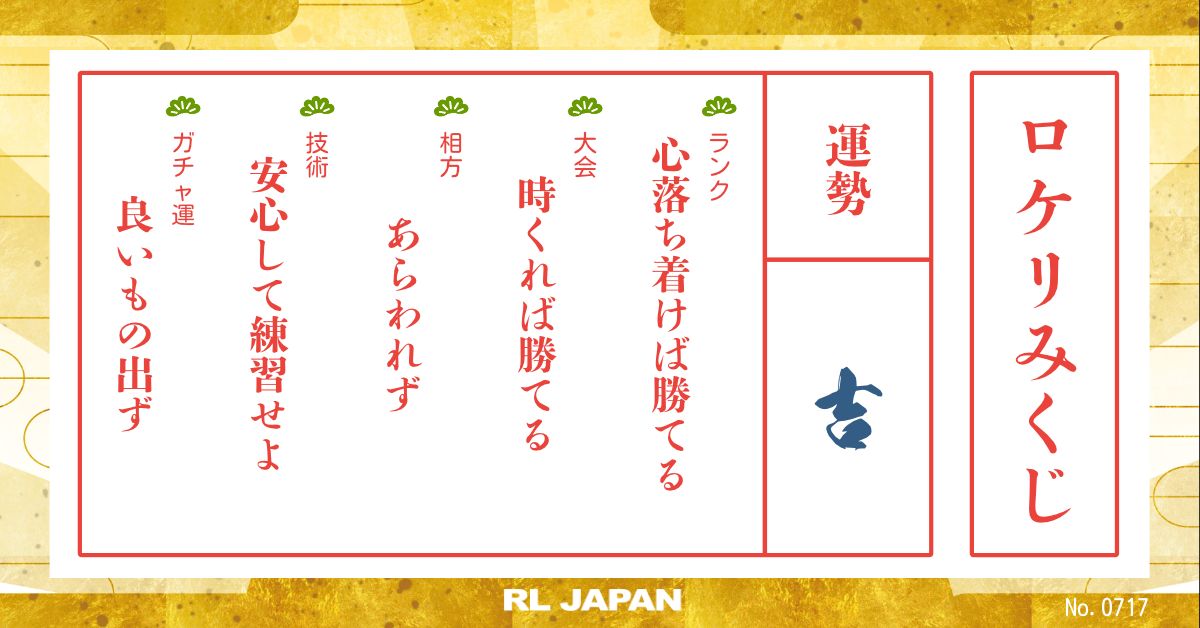 ロケリみくじ
運勢
吉
ランク
心落ち着けば勝てる
大会
時くれば勝てる
相方
あらわれず
技術
安心して練習せよ
ガチャ運
良いもの出ず
RL JAPAN
No. 0717